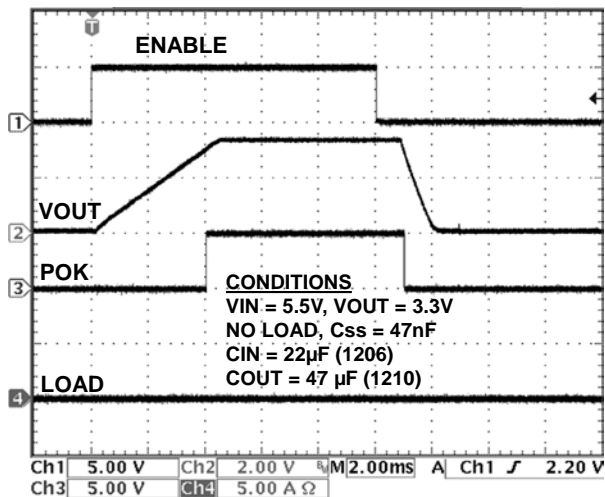 T
ENABLE
1
VOUT
2
POK
3
CONDITIONS
VIN = 5.5V, VOUT = 3.3V
NO LOAD, Css = 47nF
CIN = 22µF (1206)
COUT = 47 µF (1210)
LOAD
4
Ch1 5.00 V Ch2 2.00 V BW M 2.00ms A Ch1 ʃ 2.20 V
Ch3 5.00 V Ch4 5.00 A Ω